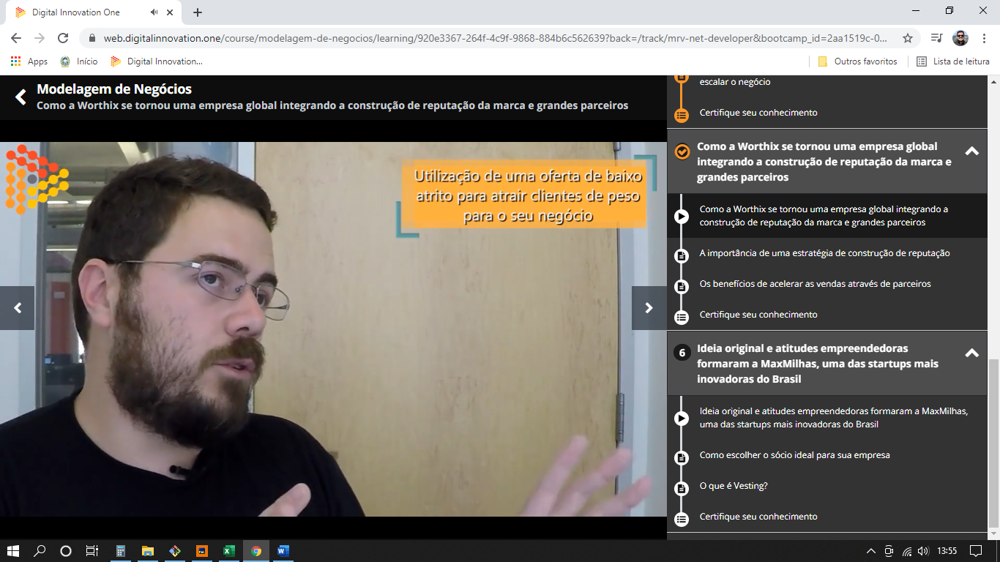 Digital Innovation One
web.digitalinnovation.one/course/modelagem-de-negocios/learning/920e3367-264f-4c9f-9868-884b6c562639?back=/track/mrv-net-developer&bootcamp_id=2aa1519c-0...
Apps
Início
Digital Innovation...
Outros favoritos
Lista de leitura
Modelagem de Negócios
Como a Worthix se tornou uma empresa global integrando a construção de reputação da marca e grandes parceiros
Utilização de uma oferta de baixo
atrito para atrair clientes de peso
para o seu negócio
escalar o negócio
Certifique seu conhecimento
Como a Worthix se tornou uma empresa global
integrando a construção de reputação da marca e
grandes parceiros
Como a Worthix se tornou uma empresa global integrando a
construção de reputação da marca e grandes parceiros
A importância de uma estratégia de construção de reputação
Os benefícios de acelerar as vendas através de parceiros
Certifique seu conhecimento
6
Ideia original e atitudes empreendedoras
formaram a MaxMilhas, uma das startups mais
inovadoras do Brasil
Ideia original e atitudes empreendedoras formaram a MaxMilhas,
uma das startups mais inovadoras do Brasil
Como escolher o sócio ideal para sua empresa
O que é Vesting?
Certifique seu conhecimento
13:55